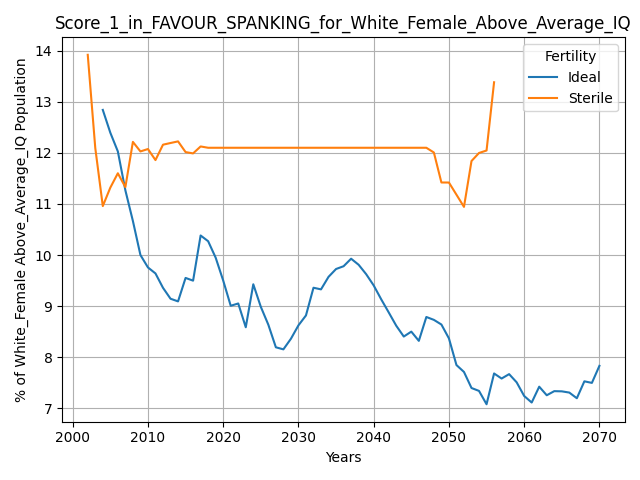 Score_1_in_FAVOUR_SPANKING_for_White_Female_Above_Average_IQ
Fertility
Ideal
Sterile
% of White_Female Above_Average_IQ Population
14
13
12
11
10
9
8
7
2000 2010 2020 2030 2040 2050 2060 2070
Years